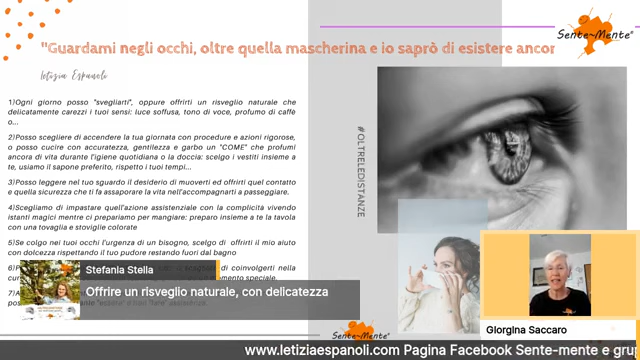 "Guardami negli occhi, oltre quella mascherina e io saprò di esistere ancor
Sente~Mente®
Letizia Espanoli
1)Ogni giorno posso "svegliarti", oppure offrirti un risveglio naturale che
delicatamente carezzi i tuoi sensi: luce soffusa, tono di voce, profumo di caffè
o...
2)Posso scegliere di accendere la tua giornata con procedure e azioni rigorose,
o posso cucire con accuratezza, gentilezza e garbo un "COME" che profumi
ancora di vita durante l'igiene quotidiana o la doccia: scelgo i vestiti insieme a
te, usiamo il sapone preferito, rispetto i tuoi tempi...
3)Posso leggere nel tuo sguardo il desiderio di muoverti ed offrirti quel contatto
e quella sicurezza che ti fa assaporare la vita nell'accompagnarti a passeggiare.
4)Scegliamo di impastare quell'azione assistenziale con la complicità vivendo
istanti magici mentre ci prepariamo per mangiare: preparo insieme a te la tavola
con una tovaglia e stoviglie colorate
5)Se colgo nei tuoi occhi l'urgenza di un bisogno, scelgo di offrirti il mio aiuto
con dolcezza rispettando il tuo pudore restando fuori dal bagno
di coinvolgerti nella
speciale.
#OLTRELEDISTANZE
Stefania Stella
Offrire un risveglio naturale, con delicatezza
Giorgina Saccaro
Sente~Mente®
www.letiziaespanoli.com Pagina Facebook Sente-mente e gru